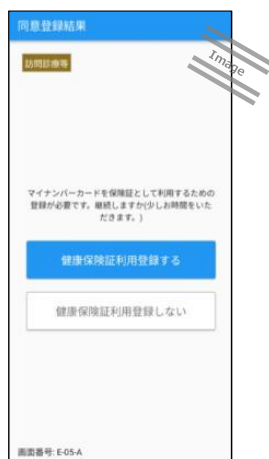 同意登録結果
Image
訪問診療等
マイナンバーカードを保険証として利用するための
登録が必要です。継続しますか(少しお時間をいた
だきます。)
健康保険証利用登録する
健康保険証利用登録しない
画面番号: E-05-A